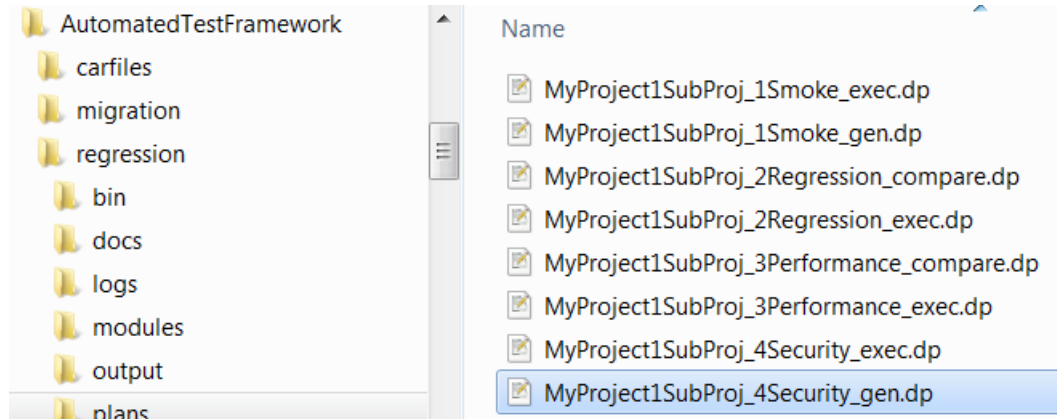 AutomatedTestFramework
carfiles
migration
regression
bin
docs
logs
modules
output
plans
Name
MyProject1SubProj_1Smoke_exec.dp
MyProject1SubProj_1Smoke_gen.dp
MyProject1SubProj_2Regression_compare.dp
MyProject1SubProj_2Regression_exec.dp
MyProject1SubProj_3Performance_compare.dp
MyProject1SubProj_3Performance_exec.dp
MyProject1SubProj_4Security_exec.dp
MyProject1SubProj_4Security_gen.dp